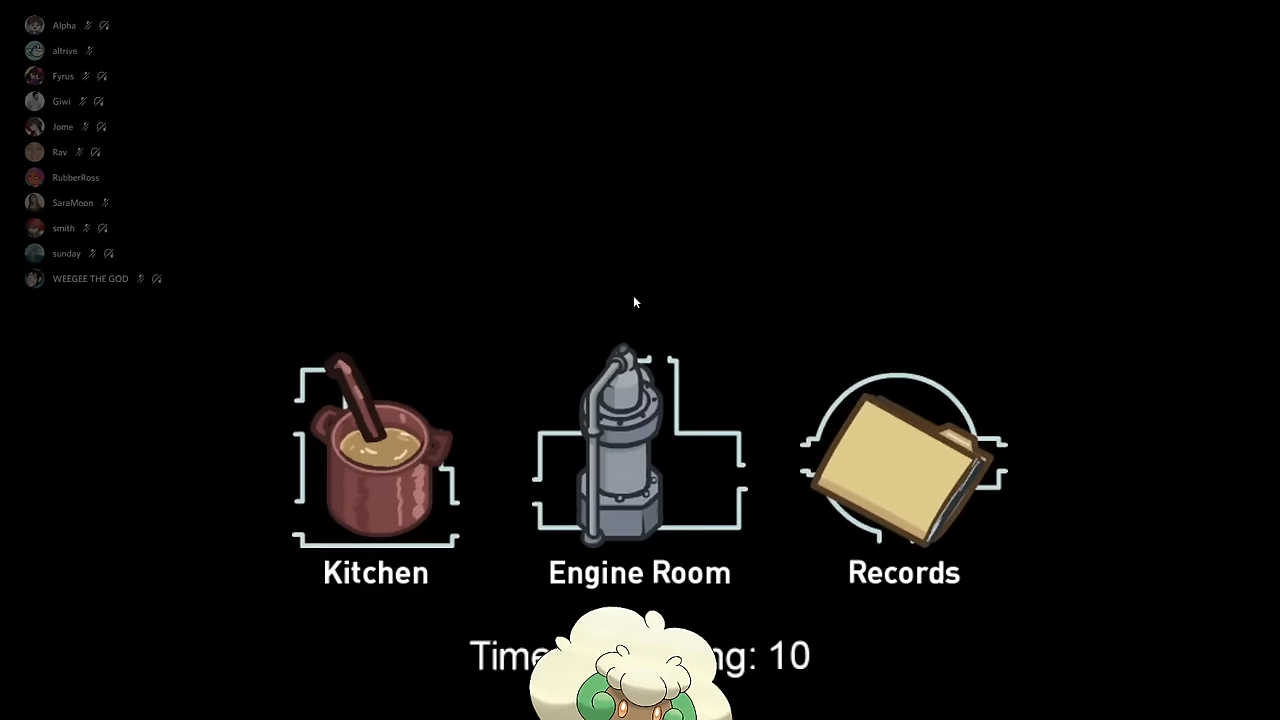 Alpha
altrive
Fyrus
Giwi
Jome
Rav
RubberRoss
SaraMoon
smith
sunday
WEEGEE THE GOD
Kitchen
Engine Room
Records
Time ng: 10